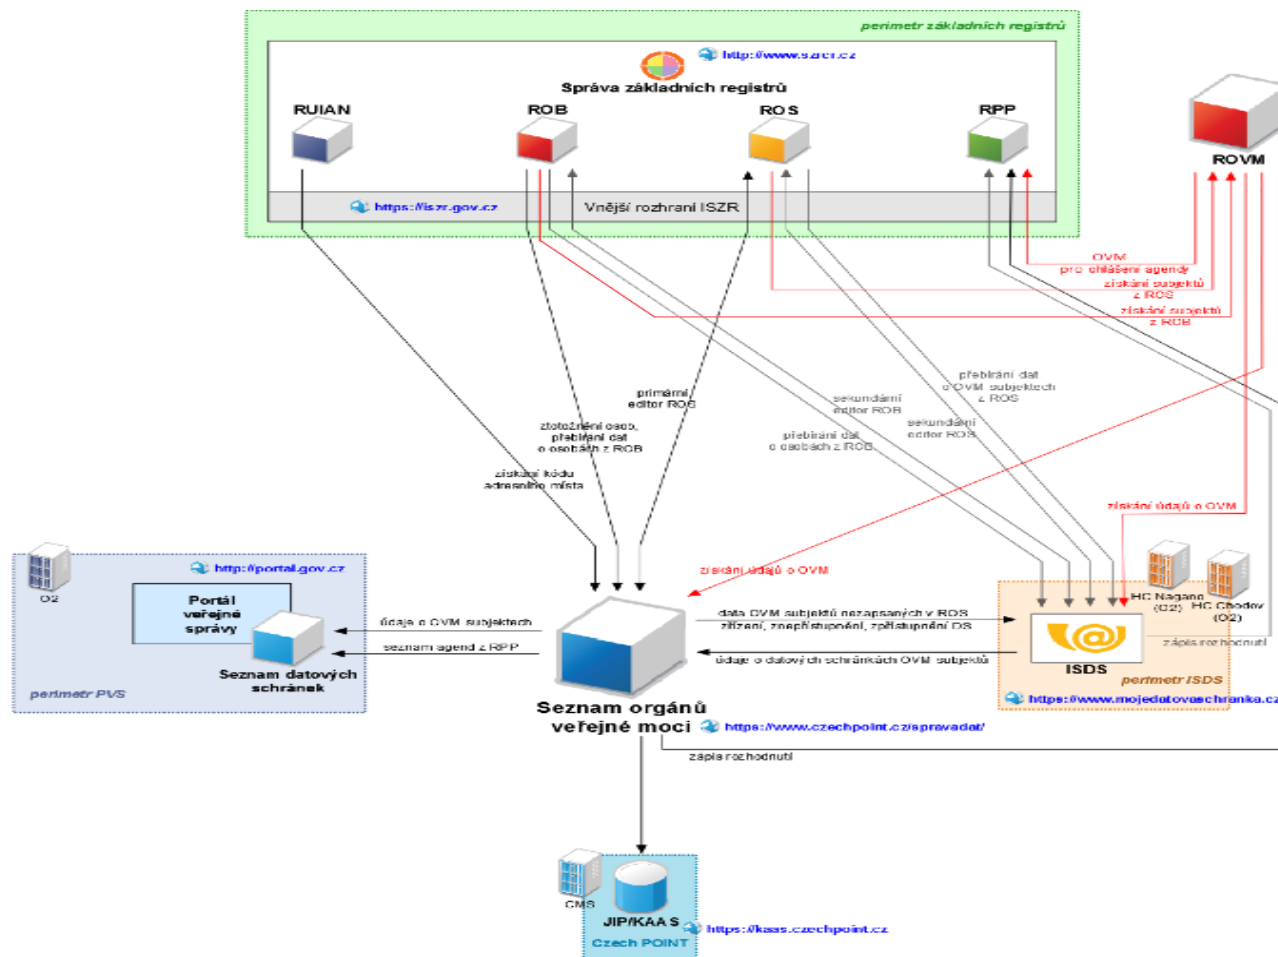 perimetr základních registrů
http://www.szrcr.cz
Správa základních registrů
RUIAN
ROB
ROS
RPP
ROVM
https://iszr.gov.cz
Vnější rozhraní ISZR
OVM
pro ohlášení agendy
získání subjektů
z ROS
získání subjektů
z ROB
přebírání dat
o OVM subjektech
z ROS
primární
editor ROS
sekundární
editor ROB
sekundární
editor ROS
ztotožnění osob,
přebírání dat
o osobách z ROB
přebírání dat
o osobách z ROB
získání kódu
adresního místa
získání údajů o OVM
získání údajů o OVM
O2
http://portal.gov.cz
Portál
veřejné
správy
Seznam datových
schránek
perimetr PVS
údaje o OVM subjektech
seznam agend z RPP
data OVM subjektů nezapsaných v ROS
zřízení, znepřístupnění, zpřístupnění DS
údaje o datových schránkách OVM subjektů
HC Nagano
(O2)
HC Chodov
(O2)
zápis rozhodnutí
ISDS
perimetr ISDS
https://www.mojedatovaschranka.cz
Seznam orgánů
veřejné moci
https://www.czechpoint.cz/spravadat/
zápis rozhodnutí
CMS
JIP/KAAS
Czech POINT
https://kaas.czechpoint.cz